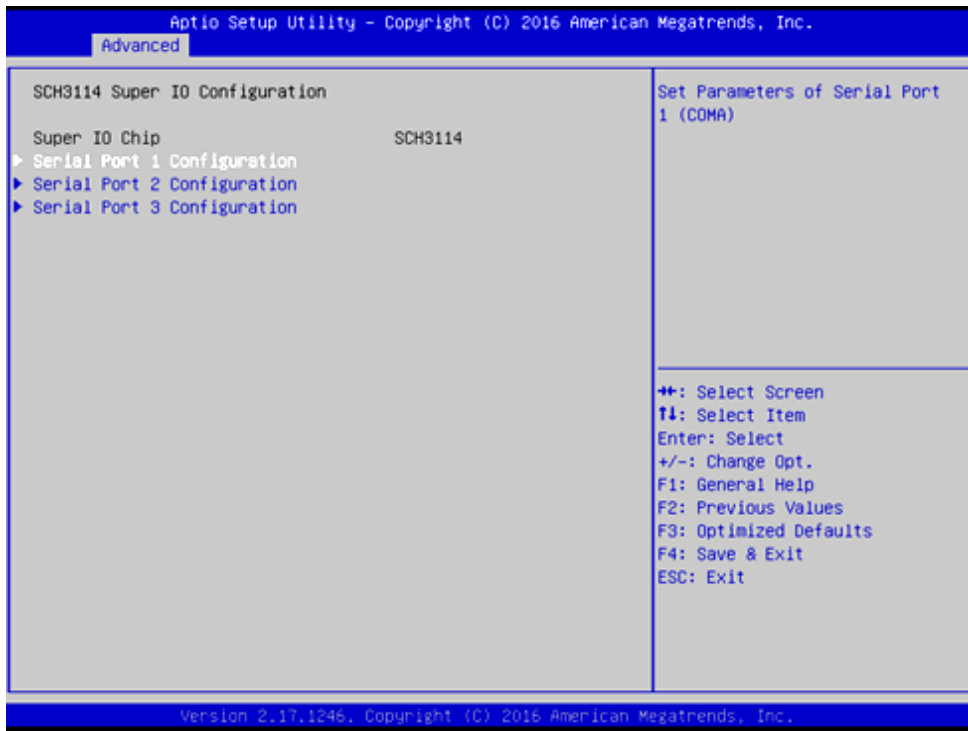 Aptio Setup Utility – Copyright (C) 2016 American Megatrends, Inc.
Advanced
SCH3114 Super IO Configuration
Super IO Chip SCH3114
Serial Port 1 Configuration
Serial Port 2 Configuration
Serial Port 3 Configuration
Set Parameters of Serial Port
1 (COMA)
→←: Select Screen
↑↓: Select Item
Enter: Select
+/-: Change Opt.
F1: General Help
F2: Previous Values
F3: Optimized Defaults
F4: Save & Exit
ESC: Exit
Version 2.17.1246. Copyright (C) 2016 American Megatrends, Inc.